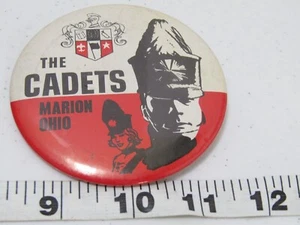 THE
CADETS
MARION
OHIO
9 10 11 12